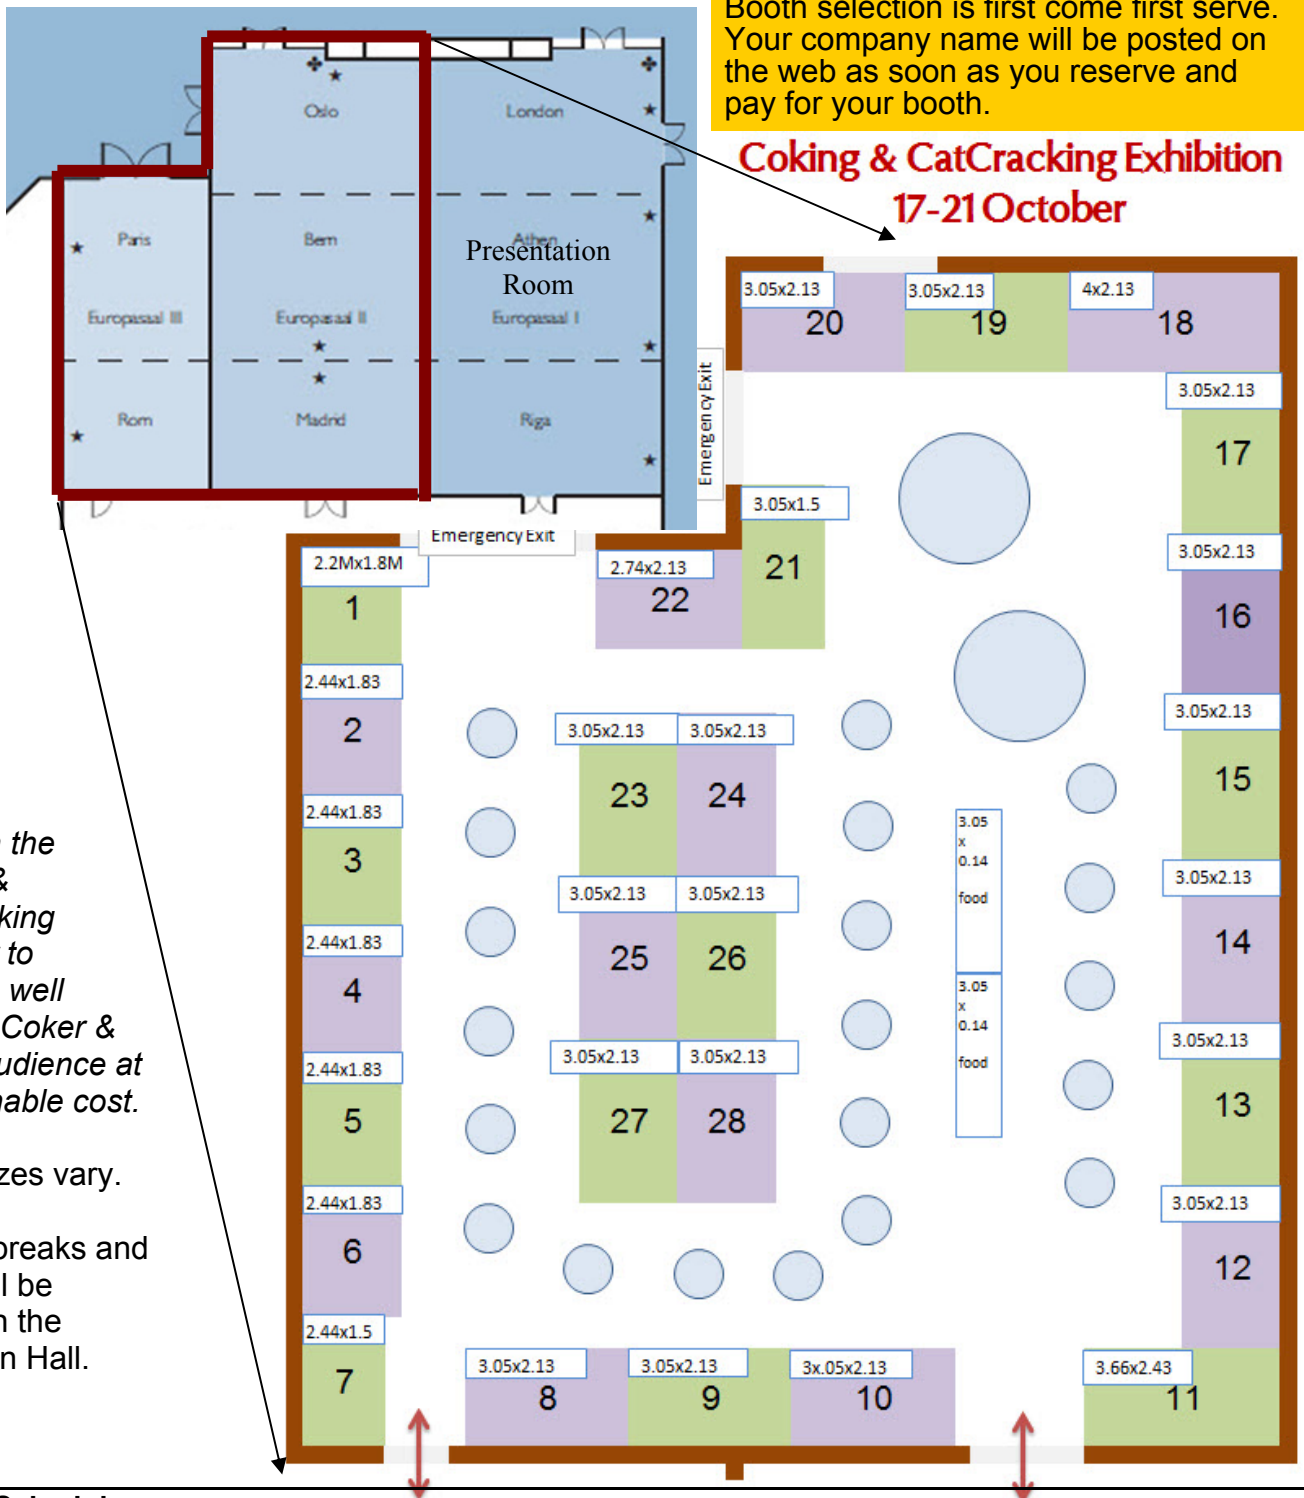 Booth selection is first come first serve.
Your company name will be posted on
the web as soon as you reserve and
pay for your booth.
Coking & CatCracking Exhibition
17-21 October
Oslo
London
Paris
Bern
Athen
Presentation
Room
Europasaal III
Europasaal II
Europasaal I
Rom
Madrid
Riga
Emergency Exit
Emergency Exit
3.05x2.13
20
3.05x2.13
19
4x2.13
18
3.05x2.13
17
3.05x1.5
21
2.74x2.13
22
3.05x2.13
16
2.2Mx1.8M
1
2.44x1.83
2
3.05x2.13
23
3.05x2.13
24
3.05x2.13
15
2.44x1.83
3
3.05
x
0.14
food
3.05x2.13
25
3.05x2.13
26
3.05x2.13
14
2.44x1.83
4
3.05
x
0.14
food
2.44x1.83
5
3.05x2.13
27
3.05x2.13
28
3.05x2.13
13
2.44x1.83
6
3.05x2.13
12
2.44x1.5
7
3.05x2.13
8
3.05x2.13
9
3x.05x2.13
10
3.66x2.43
11
the
&
king
to
well
Coker &
udience at
nable cost.
zes vary.
breaks and
l be
n the
n Hall.